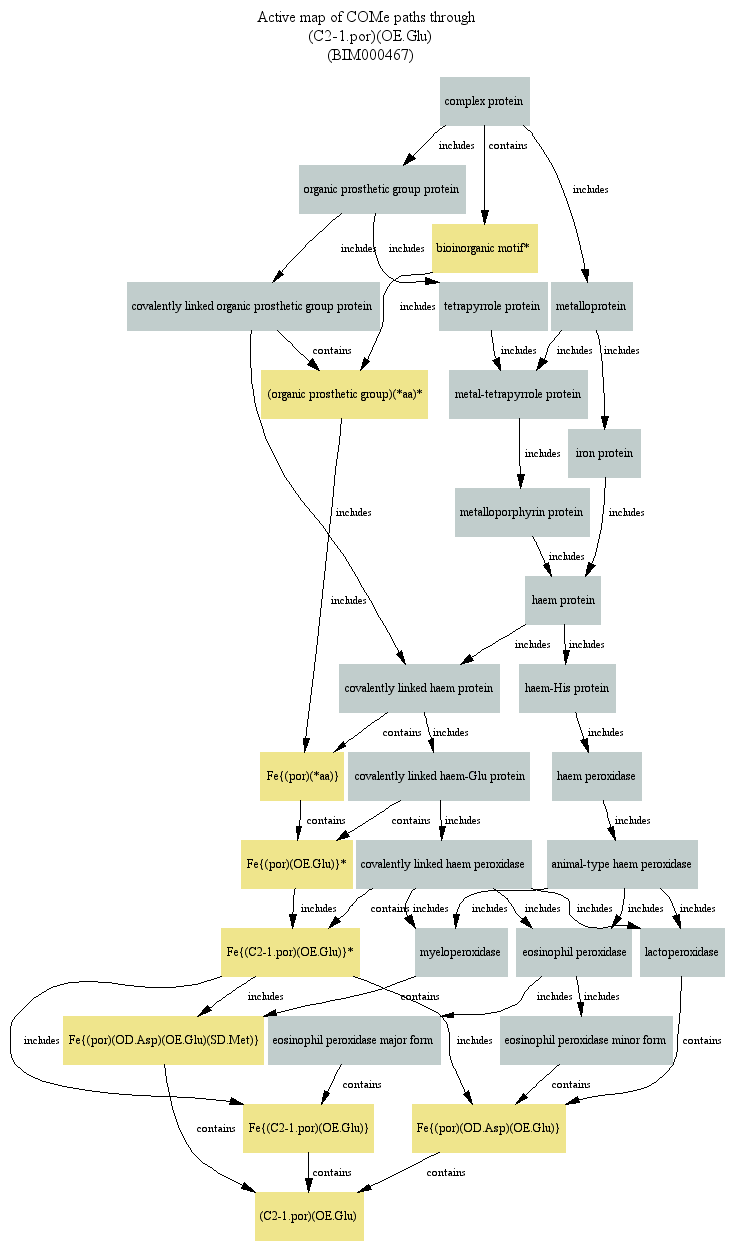 Active map of COMe paths through
(C2-1.por)(OE.Glu)
(BIM000467)
complex protein
includes
contains
organic prosthetic group protein
includes
bioinorganic motif*
includes
includes
covalently linked organic prosthetic group protein
includes
tetrapyrrole protein
metalloprotein
contains
includes
includes
includes
(organic prosthetic group)(*aa)*
metal-tetrapyrrole protein
iron protein
includes
metalloporphyrin protein
includes
includes
includes
haem protein
includes
includes
includes
covalently linked haem protein
haem-His protein
contains
includes
includes
Fe{(por)(*aa)}
covalently linked haem-Glu protein
haem peroxidase
contains
contains
includes
includes
Fe{(por)(OE.Glu)}*
covalently linked haem peroxidase
animal-type haem peroxidase
includes
contains
includes
includes
includes
includes
includes
includes
Fe{(C2-1.por)(OE.Glu)}*
myeloperoxidase
eosinophil peroxidase
lactoperoxidase
includes
contains
includes
includes
includes
Fe{(por)(OD.Asp)(OE.Glu)(SD.Met)}
eosinophil peroxidase major form
includes
eosinophil peroxidase minor form
contains
contains
contains
contains
Fe{(C2-1.por)(OE.Glu)}
Fe{(por)(OD.Asp)(OE.Glu)}
contains
contains
(C2-1.por)(OE.Glu)